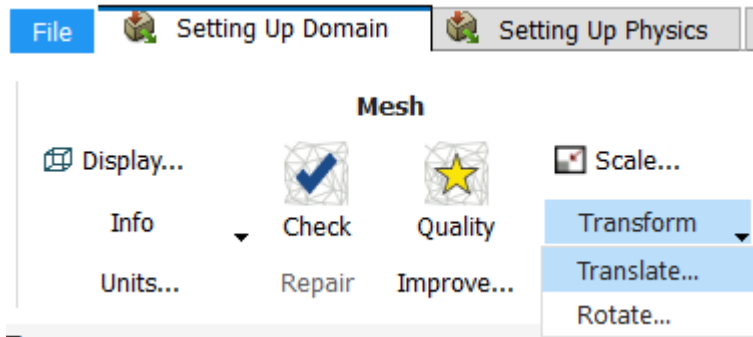 File
Setting Up Domain
Setting Up Physics
Mesh
Display...
Check
Quality
Scale...
Info
Transform
Units...
Repair
Improve...
Translate...
Rotate...